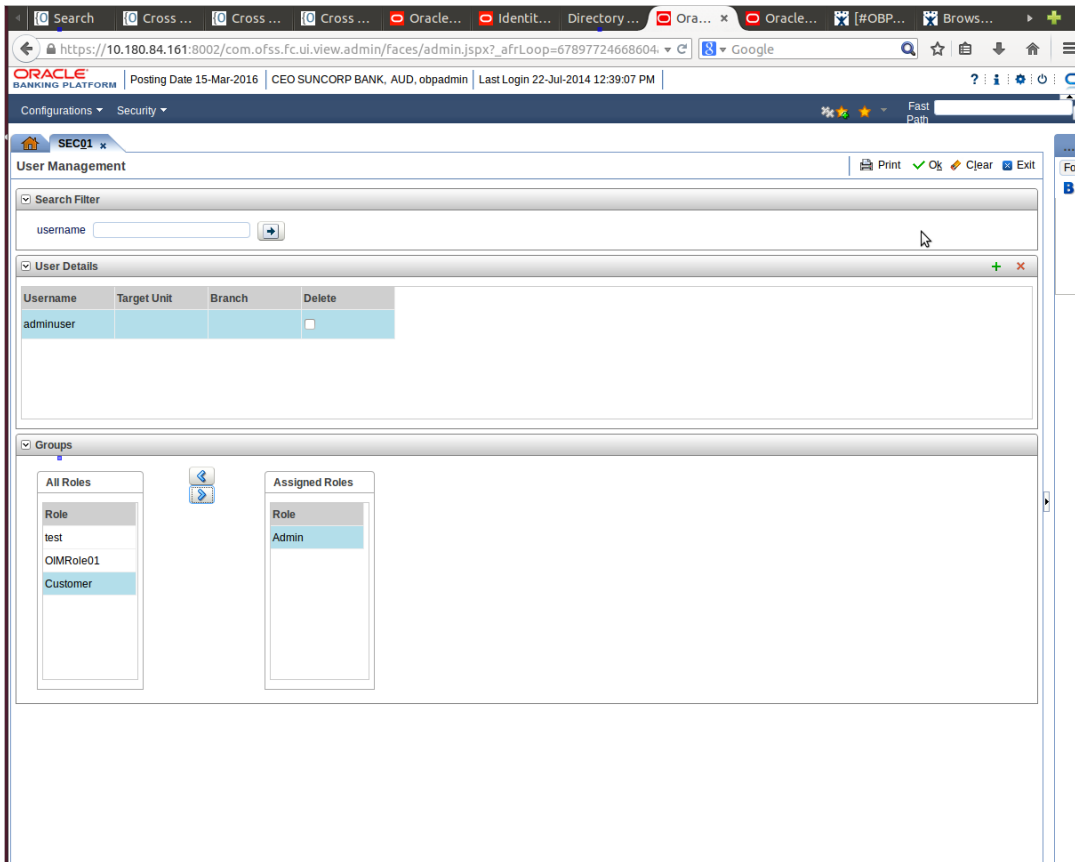 Search {O Cross ... {O Cross ... {O Cross ... Oracle... Identit... Directory ... Ora... × Oracle... [#OBP... Brows...
https://10.180.84.161:8002/com.ofss.fc.ui.view.admin/faces/admin.jspx?_afrLoop=67897724668604 Google
ORACLE
BANKING PLATFORM Posting Date 15-Mar-2016 CEO SUNCORP BANK, AUD, obpadmin Last Login 22-Jul-2014 12:39:07 PM
Configurations Security Fast Path
SEC01 x
User Management Print Ok Clear Exit
Fo
B
Search Filter
username
User Details
Username Target Unit Branch Delete
adminuser
Groups
All Roles Assigned Roles
Role Role
test Admin
OIMRole01
Customer